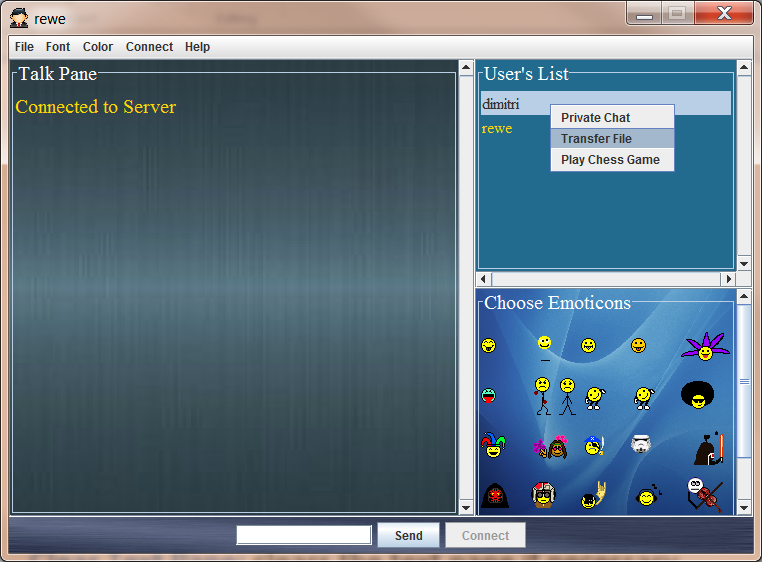 rewe
File Font Color Connect Help
Talk Pane
Connected to Server
User's List
dimitri
rewe
Private Chat
Transfer File
Play Chess Game
Choose Emoticons
Send Connect